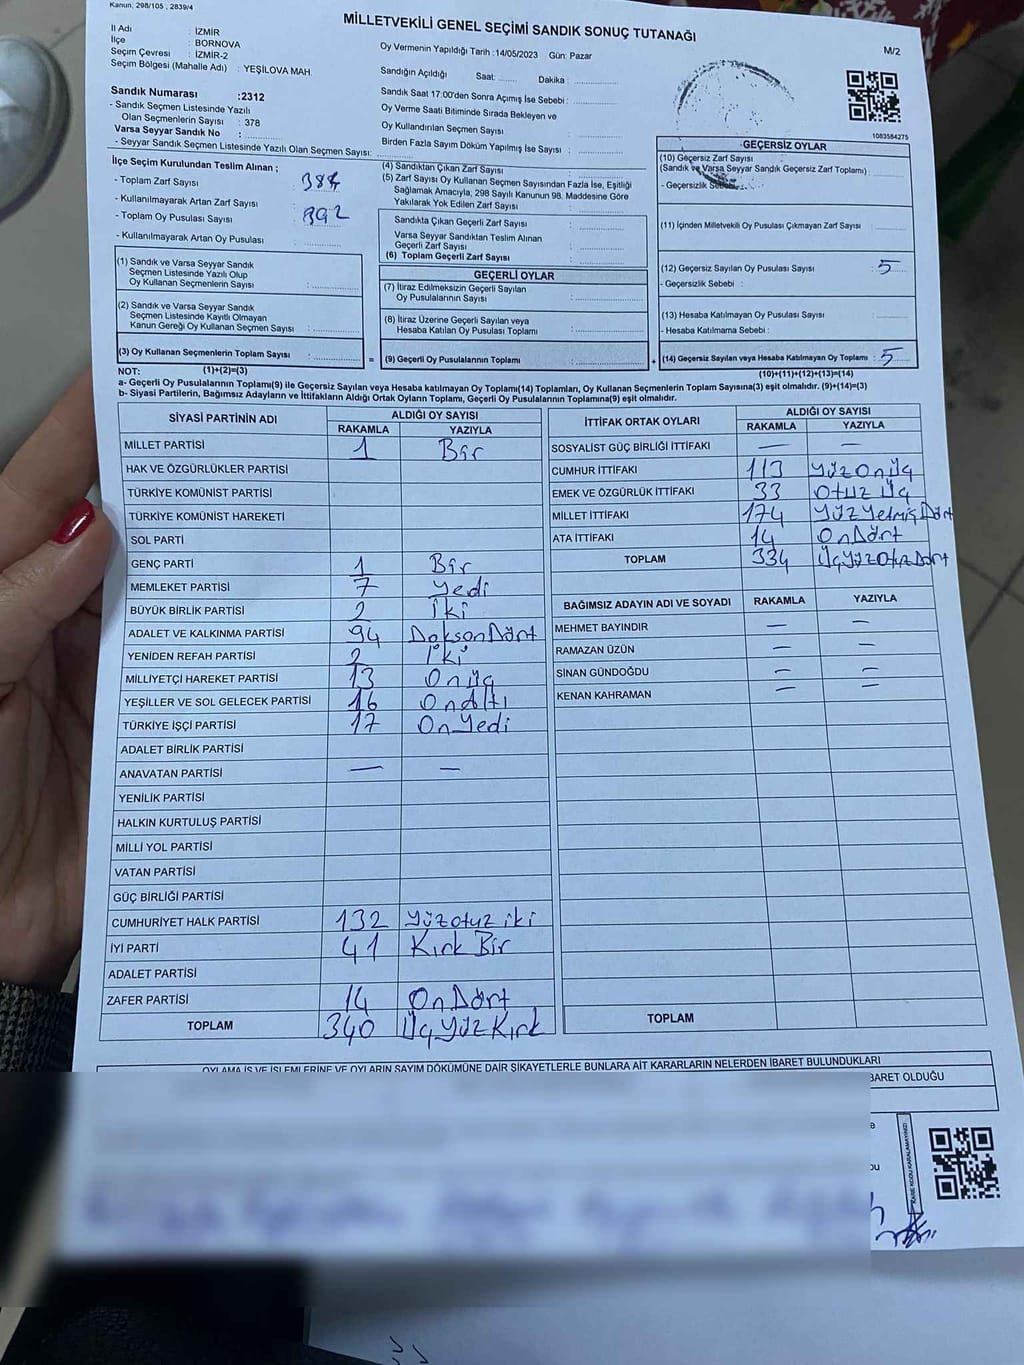 Kanun: 298/105 , 2839/4
MİLLETVEKİLİ GENEL SEÇİMİ SANDIK SONUÇ TUTANAĞI
M/2
İl Adı : İZMİR
İlçe : BORNOVA
Seçim Çevresi : İZMİR-2
Seçim Bölgesi (Mahalle Adı) : YEŞİLOVA MAH.
Sandık Numarası :2312
- Sandık Seçmen Listesinde Yazılı
Olan Seçmenlerin Sayısı : 378
Varsa Seyyar Sandık No :
- Seyyar Sandık Seçmen Listesinde Yazılı Olan Seçmen Sayısı:
İlçe Seçim Kurulundan Teslim Alınan ;
- Toplam Zarf Sayısı : 384
- Kullanılmayarak Artan Zarf Sayısı :
- Toplam Oy Pusulası Sayısı : 392
- Kullanılmayarak Artan Oy Pusulası :
Oy Vermenin Yapıldığı Tarih :14/05/2023 Gün: Pazar
Sandığın Açıldığı Saat: Dakika :
Sandık Saat 17:00'den Sonra Açımış İse Sebebi :
Oy Verme Saati Bitiminde Sırada Bekleyen ve
Oy Kullandırılan Seçmen Sayısı :
Birden Fazla Sayım Döküm Yapılmış İse Sayısı :
1083584275
(4) Sandıktan Çıkan Zarf Sayısı :
(5) Zarf Sayısı Oy Kullanan Seçmen Sayısından Fazla İse, Eşitliği
Sağlamak Amacıyla, 298 Sayılı Kanunun 98. Maddesine Göre
Yakılarak Yok Edilen Zarf Sayısı :
Sandıkta Çıkan Geçerli Zarf Sayısı :
Varsa Seyyar Sandıktan Teslim Alınan
Geçerli Zarf Sayısı :
(6) Toplam Geçerli Zarf Sayısı :
GEÇERSİZ OYLAR
(10) Geçersiz Zarf Sayısı
(Sandık ve Varsa Seyyar Sandık Geçersiz Zarf Toplamı) :
- Geçersizlik Sebebi :
(11) İçinden Milletvekili Oy Pusulası Çıkmayan Zarf Sayısı :
(12) Geçersiz Sayılan Oy Pusulası Sayısı : 5
- Geçersizlik Sebebi :
(13) Hesaba Katılmayan Oy Pusulası Sayısı :
- Hesaba Katılmama Sebebi :
(14) Geçersiz Sayılan veya Hesaba Katılmayan Oy Toplamı : 5
(10)+(11)+(12)+(13)=(14)
(1) Sandık ve Varsa Seyyar Sandık
Seçmen Listesinde Yazılı Olup
Oy Kullanan Seçmenlerin Sayısı :
(2) Sandık ve Varsa Seyyar Sandık
Seçmen Listesinde Kayıtlı Olmayan
Kanun Gereği Oy Kullanan Seçmen Sayısı :
(3) Oy Kullanan Seçmenlerin Toplam Sayısı : =
GEÇERLİ OYLAR
(7) İtiraz Edilmeksizin Geçerli Sayılan
Oy Pusulalarının Sayısı :
(8) İtiraz Üzerine Geçerli Sayılan veya
Hesaba Katılan Oy Pusulası Toplamı :
(9) Geçerli Oy Pusulalarının Toplamı : +
NOT: (1)+(2)=(3)
a- Geçerli Oy Pusulalarının Toplamı(9) ile Geçersiz Sayılan veya Hesaba katılmayan Oy Toplamı(14) Toplamları, Oy Kullanan Seçmenlerin Toplam Sayısına(3) eşit olmalıdır. (9)+(14)=(3)
b- Siyasi Partilerin, Bağımsız Adayların ve İttifakların Aldığı Ortak Oyların Toplamı, Geçerli Oy Pusulalarının Toplamına(9) eşit olmalıdır.
SİYASİ PARTİNİN ADI ALDIĞI OY SAYISI
RAKAMLA YAZIYLA
MİLLET PARTİSİ 1 Bir
HAK VE ÖZGÜRLÜKLER PARTİSİ
TÜRKİYE KOMÜNİST PARTİSİ
TÜRKİYE KOMÜNİST HAREKETİ
SOL PARTİ
GENÇ PARTİ 1 Bir
MEMLEKET PARTİSİ 7 Yedi
BÜYÜK BİRLİK PARTİSİ 2 İki
ADALET VE KALKINMA PARTİSİ 94 DoksonDört
YENİDEN REFAH PARTİSİ 2 İki
MİLLİYETÇİ HAREKET PARTİSİ 13 Onüç
YEŞİLLER VE SOL GELECEK PARTİSİ 16 OnAltı
TÜRKİYE İŞÇİ PARTİSİ 17 OnYedi
ADALET BİRLİK PARTİSİ
ANAVATAN PARTİSİ — —
YENİLİK PARTİSİ
HALKIN KURTULUŞ PARTİSİ
MİLLİ YOL PARTİSİ
VATAN PARTİSİ
GÜÇ BİRLİĞİ PARTİSİ
CUMHURİYET HALK PARTİSİ 132 Yüzotuz iki
İYİ PARTİ 41 Kırk Bir
ADALET PARTİSİ
ZAFER PARTİSİ 14 OnDört
TOPLAM 340 ÜçYüzKırk
İTTİFAK ORTAK OYLARI ALDIĞI OY SAYISI
RAKAMLA YAZIYLA
SOSYALİST GÜÇ BİRLİĞİ İTTİFAKI — —
CUMHUR İTTİFAKI 113 YüzOnÜç
EMEK VE ÖZGÜRLÜK İTTİFAKI 33 Otuz Üç
MİLLET İTTİFAKI 174 YüzYetmişDört
ATA İTTİFAKI 14 OnDört
TOPLAM 334 ÜçYüzOtuzDört
BAĞIMSIZ ADAYIN ADI VE SOYADI RAKAMLA YAZIYLA
MEHMET BAYINDIR — —
RAMAZAN ÜZÜN — —
SİNAN GÜNDOĞDU — —
KENAN KAHRAMAN — —
TOPLAM
OYLAMA İŞ VE İŞLEMLERİNE VE OYLARIN SAYIM DÖKÜMÜNE DAİR ŞİKAYETLERLE BUNLARA AİT KARARLARIN NELERDEN İBARET BULUNDUKLARI
BARET OLDUĞU